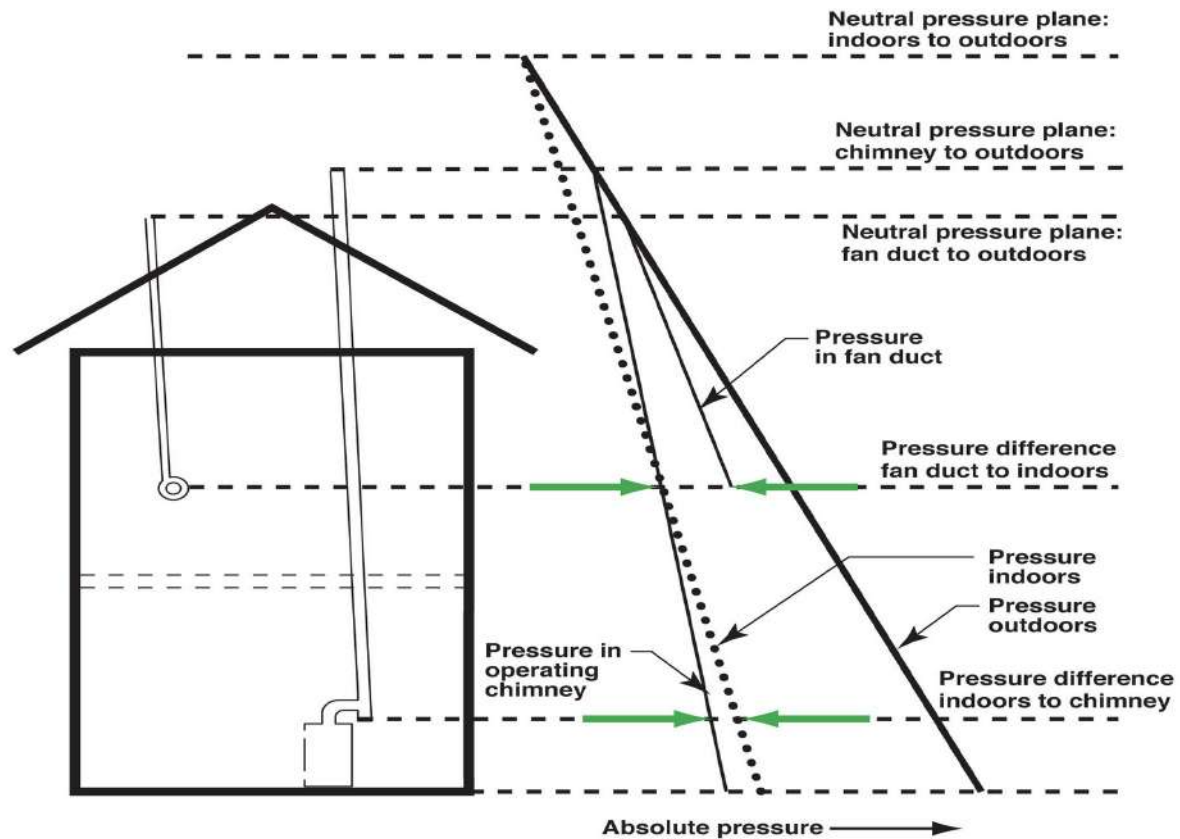 Neutral pressure plane:
indoors to outdoors
Neutral pressure plane:
chimney to outdoors
Neutral pressure plane:
fan duct to outdoors
Pressure
in fan duct
Pressure difference
fan duct to indoors
Pressure
indoors
Pressure
outdoors
Pressure in
operating
chimney
Pressure difference
indoors to chimney
Absolute pressure